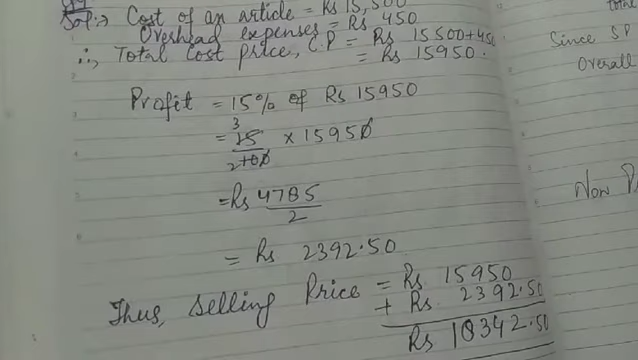 Sol:-> Cost of an article = Rs 15,500
Overhead expenses = Rs 450
∴, Total cost price, C.P = Rs 15500+450
= Rs 15950.
Profit = 15% of Rs 15950
3
= 15 × 15950
2 100
= Rs 4785
2
= Rs 2392.50
Thus, Selling Price = Rs 15950
+ Rs. 2392.50
Rs 18342.50
Total
Since SP
Overall
Now